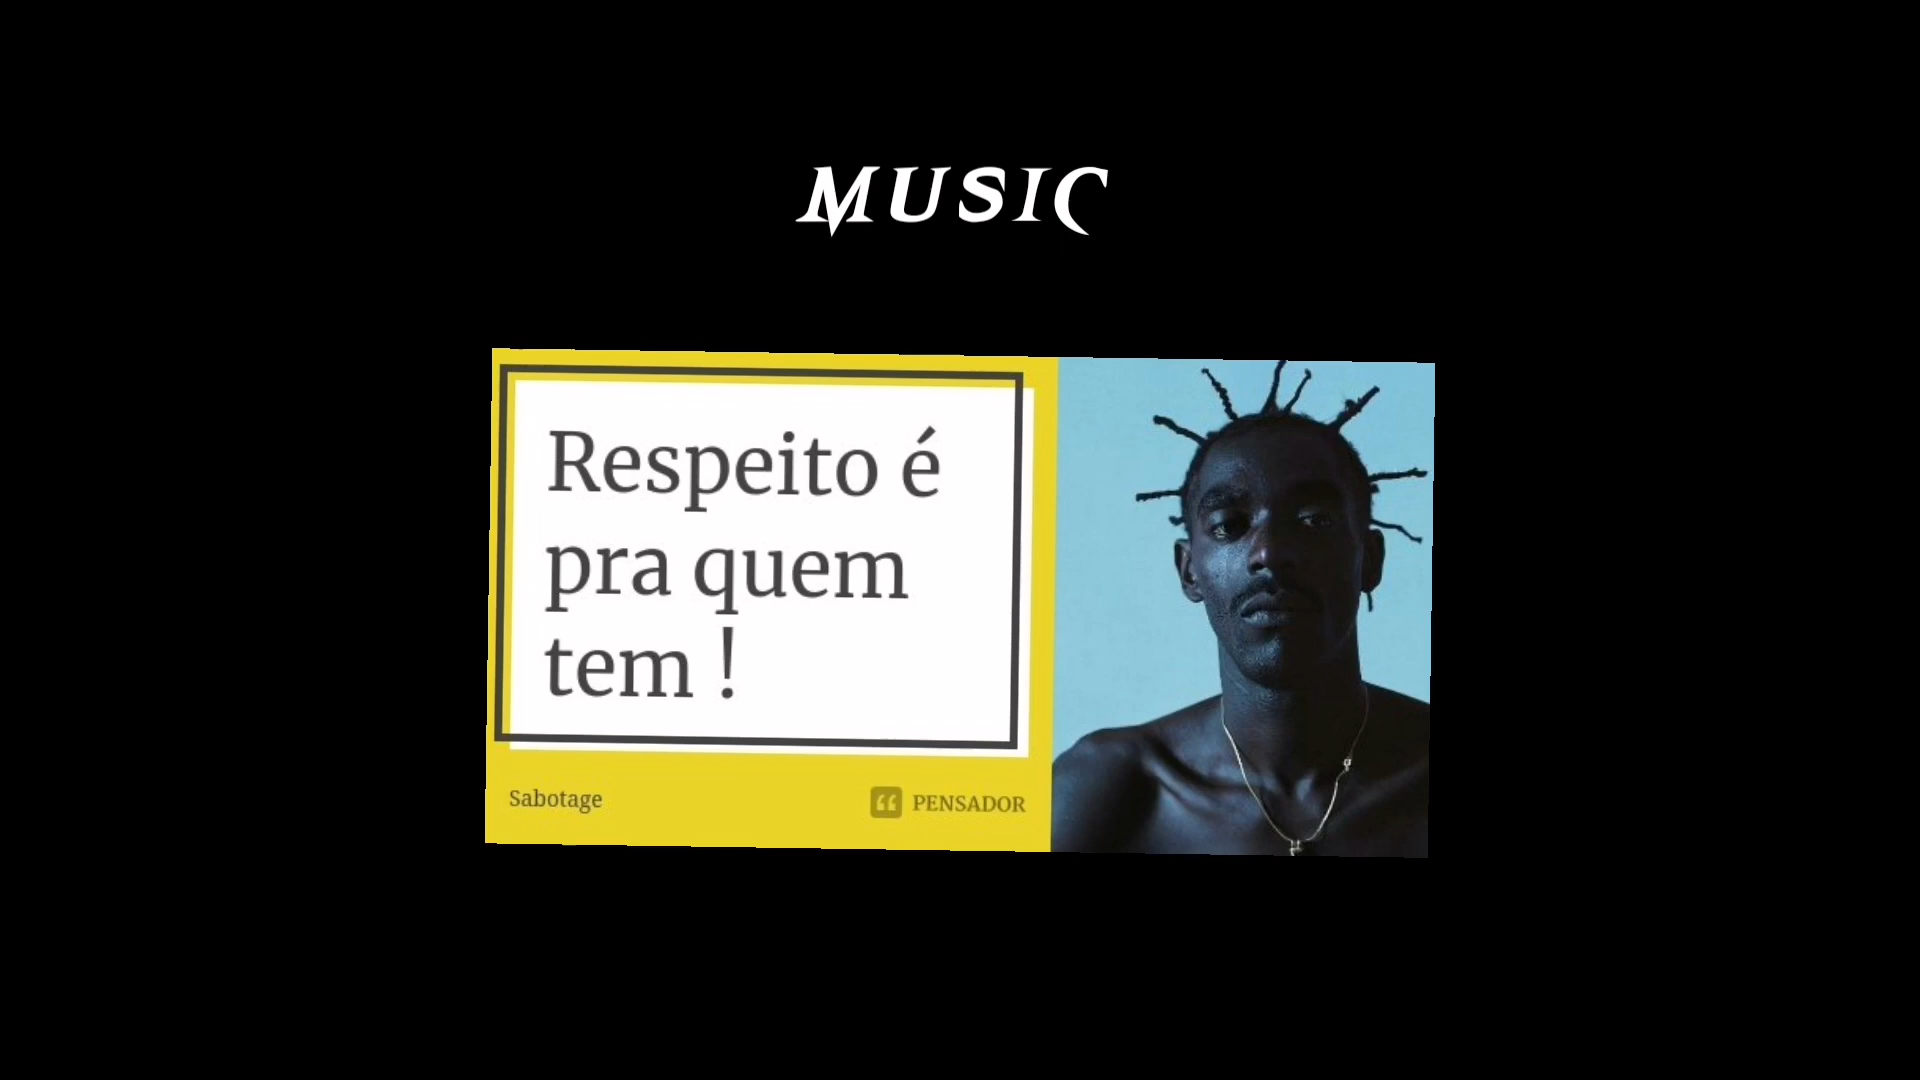 MUSIC
Respeito é
pra quem
tem !
Sabotage
PENSADOR